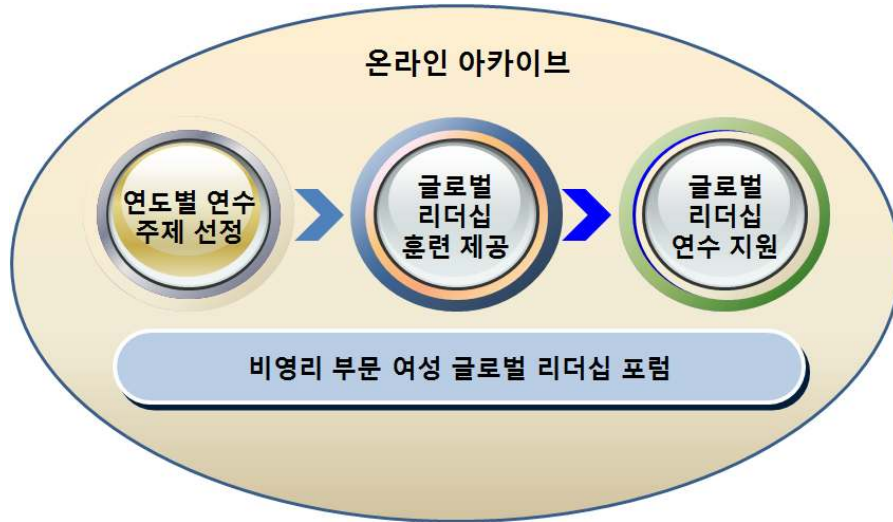 온라인 아카이브
연도별 연수
주제 선정
글로벌
리더십
훈련 제공
글로벌
리더십
연수 지원
비영리 부문 여성 글로벌 리더십 포럼